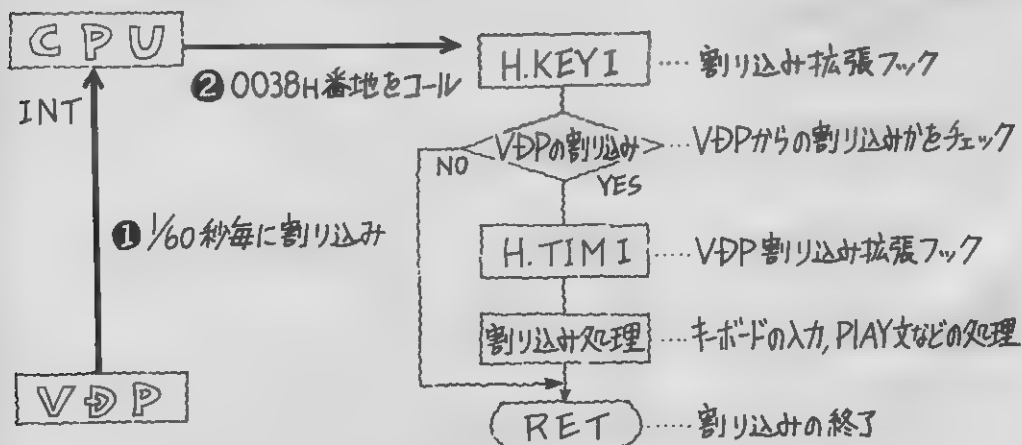 CPU
INT
❷ 0038H番地をコール
❶ 1/60秒毎に割り込み
VDP
H.KEYI ‥‥ 割り込み拡張フック
VDPの割り込み ‥‥ VDPからの割り込みかをチェック
NO
YES
H.TIMI ‥‥ VDP割り込み拡張フック
割り込み処理 ‥‥ キーボードの入力, PLAY文などの処理
RET ‥‥ 割り込みの終了